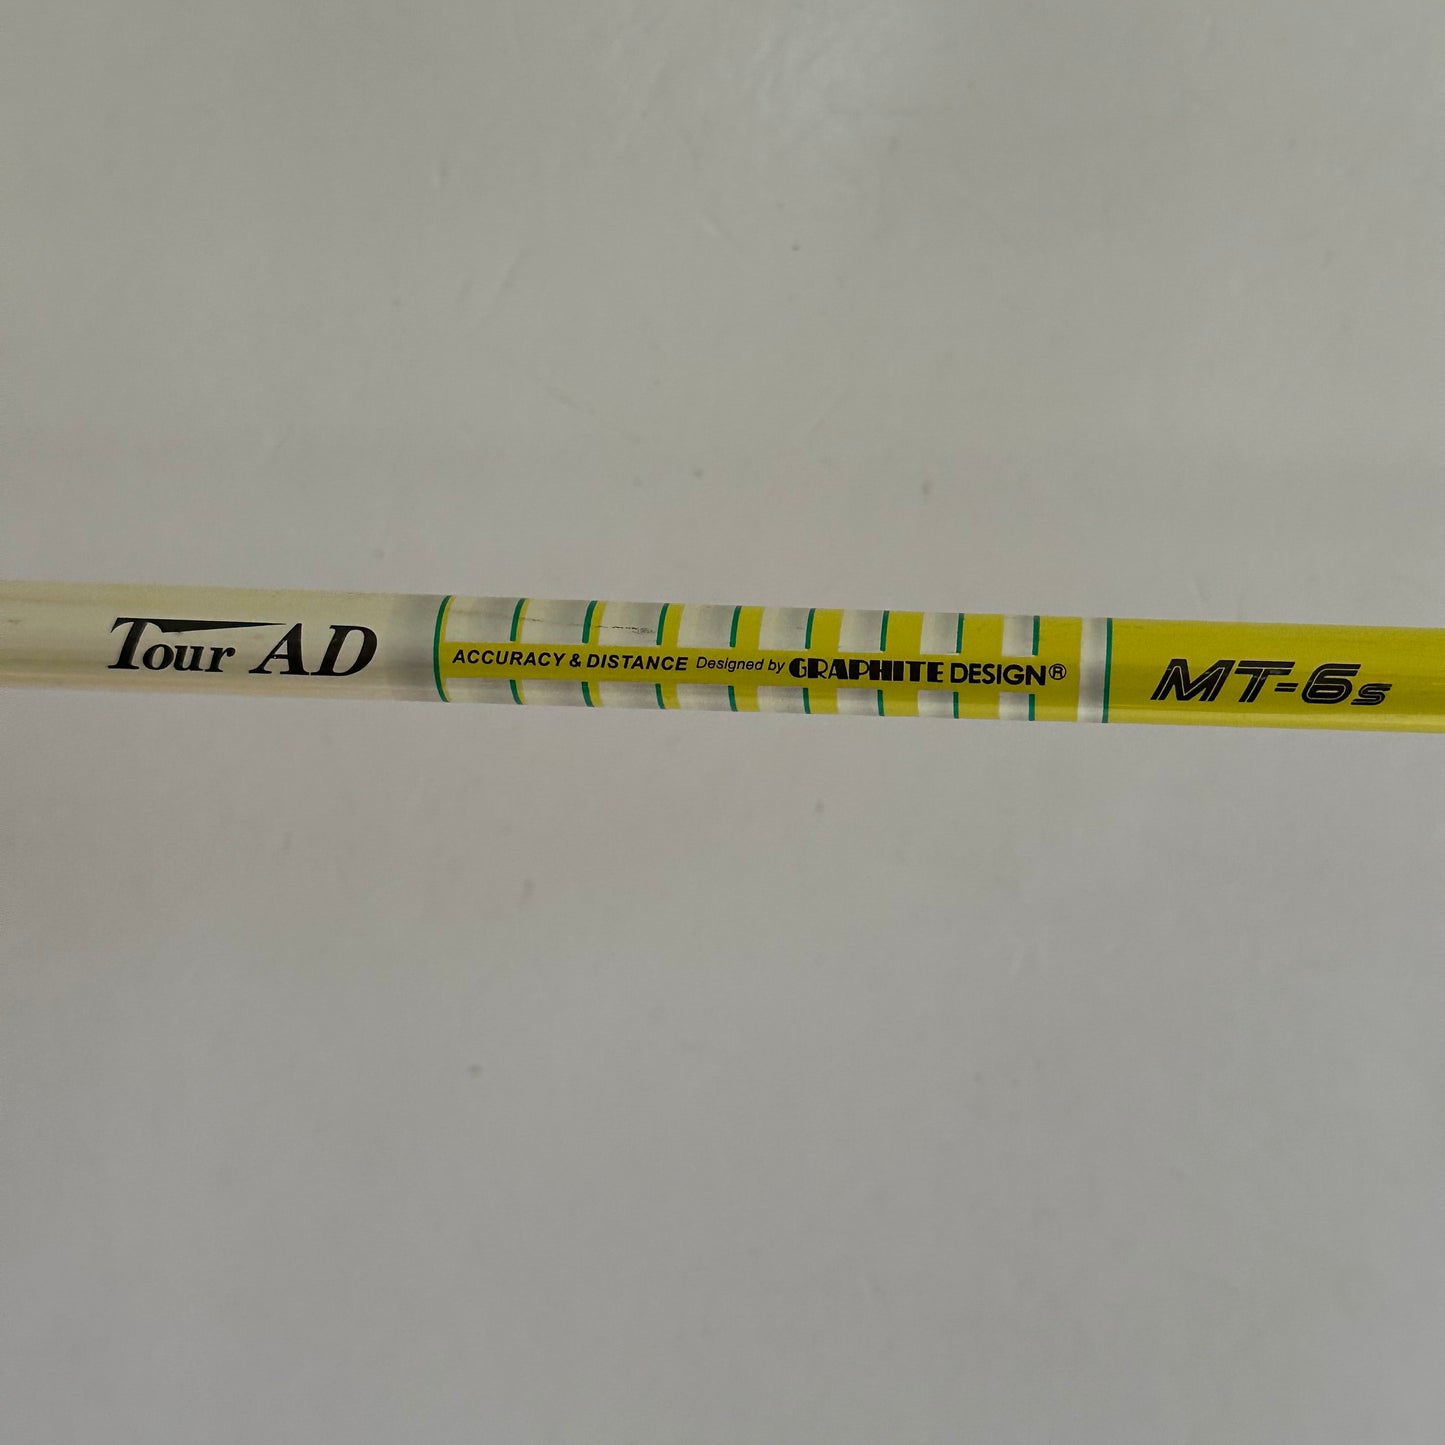 Tour AD ACCURACY & DISTANCE Designed by GRAPHITE DESIGN® MT-6s